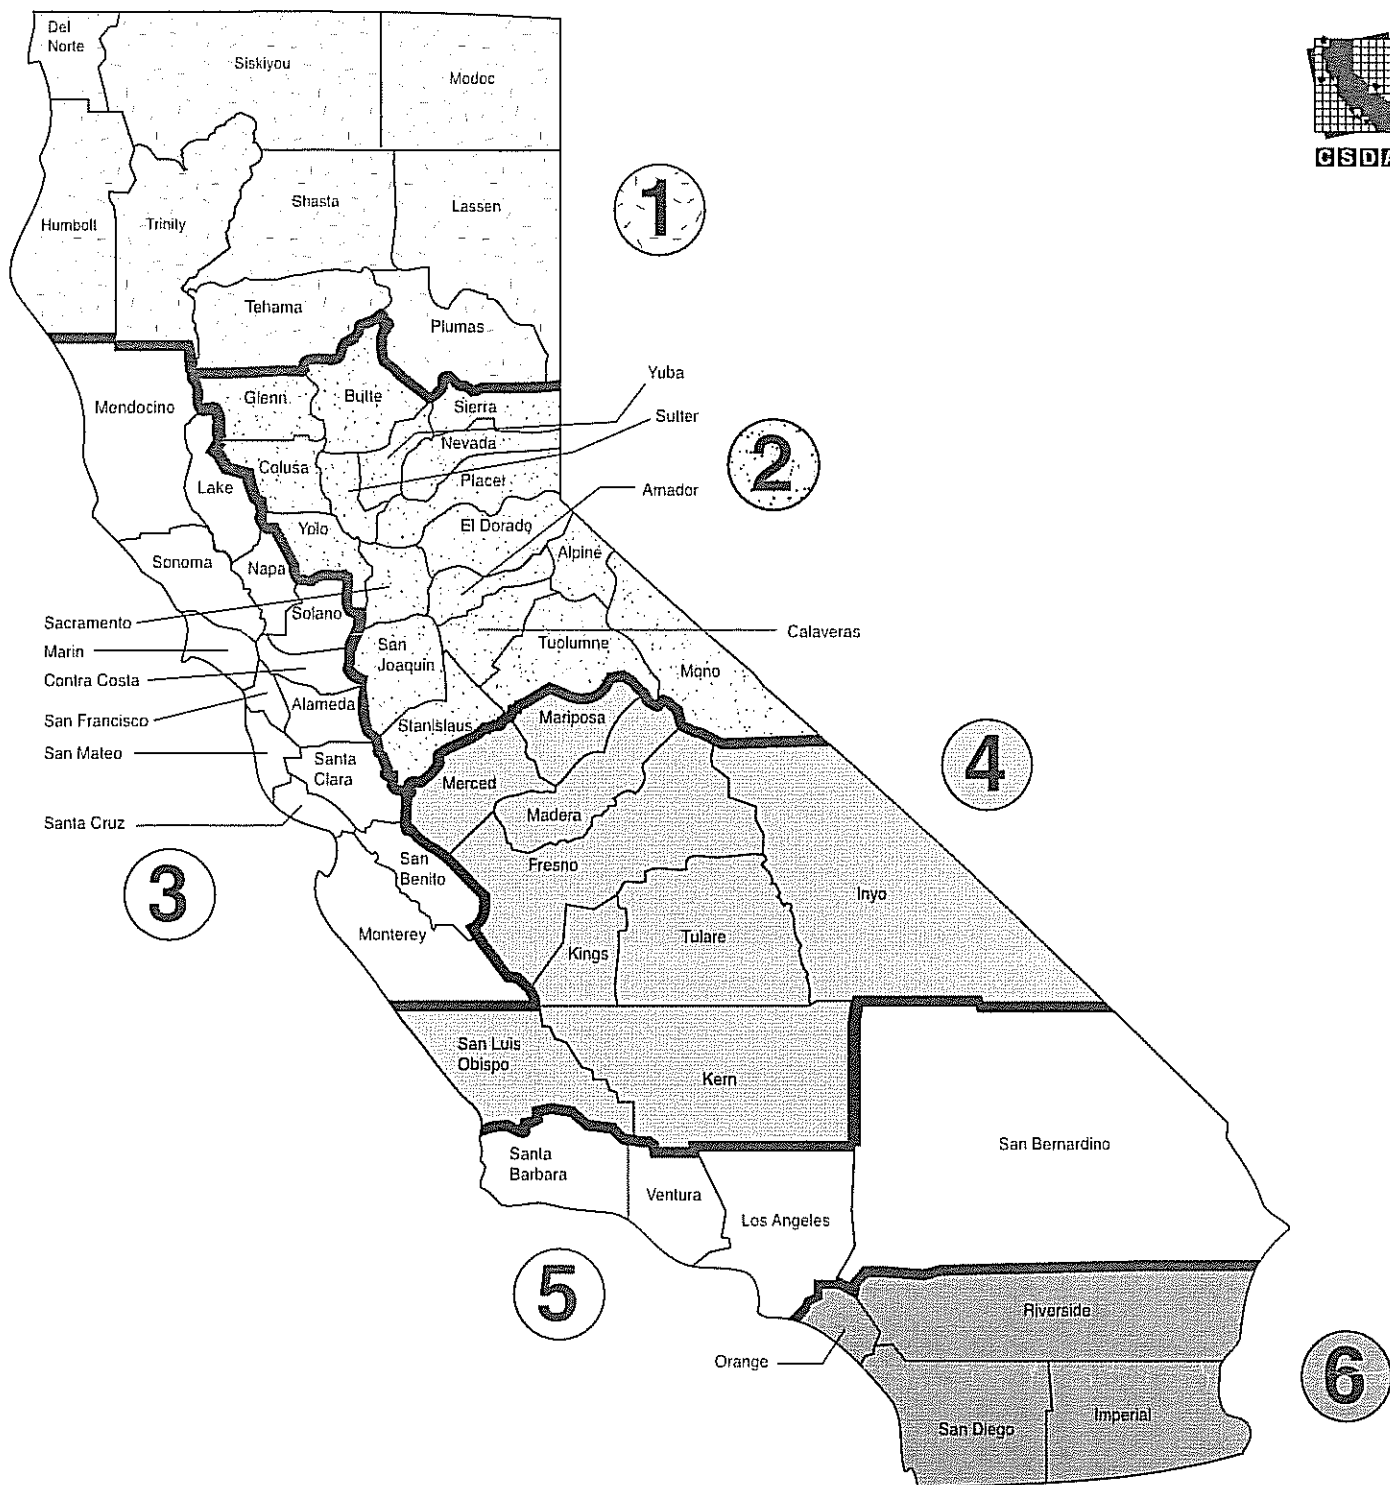 Del
Norte
Siskiyou
Modoc
CSDA
1
Shasta
Lassen
Humbolt
Trinity
Tehama
Plumas
Yuba
Glenn
Butte
Sierra
Mendocino
Sutter
Nevada
2
Colusa
Placer
Lake
Amador
Yolo
El Dorado
Alpine
Sonoma
Napa
Solano
Sacramento
Calaveras
San
Joaquin
Tuolumne
Marin
Mono
Contra Costa
Alameda
San Francisco
Stanislaus
Mariposa
San Mateo
Santa
Clara
4
Merced
Madera
Santa Cruz
San
Benito
Fresno
3
Inyo
Monterey
Tulare
Kings
San Luis
Obispo
Kern
San Bernardino
Santa
Barbara
Ventura
Los Angeles
5
Riverside
Orange
6
Imperial
San Diego